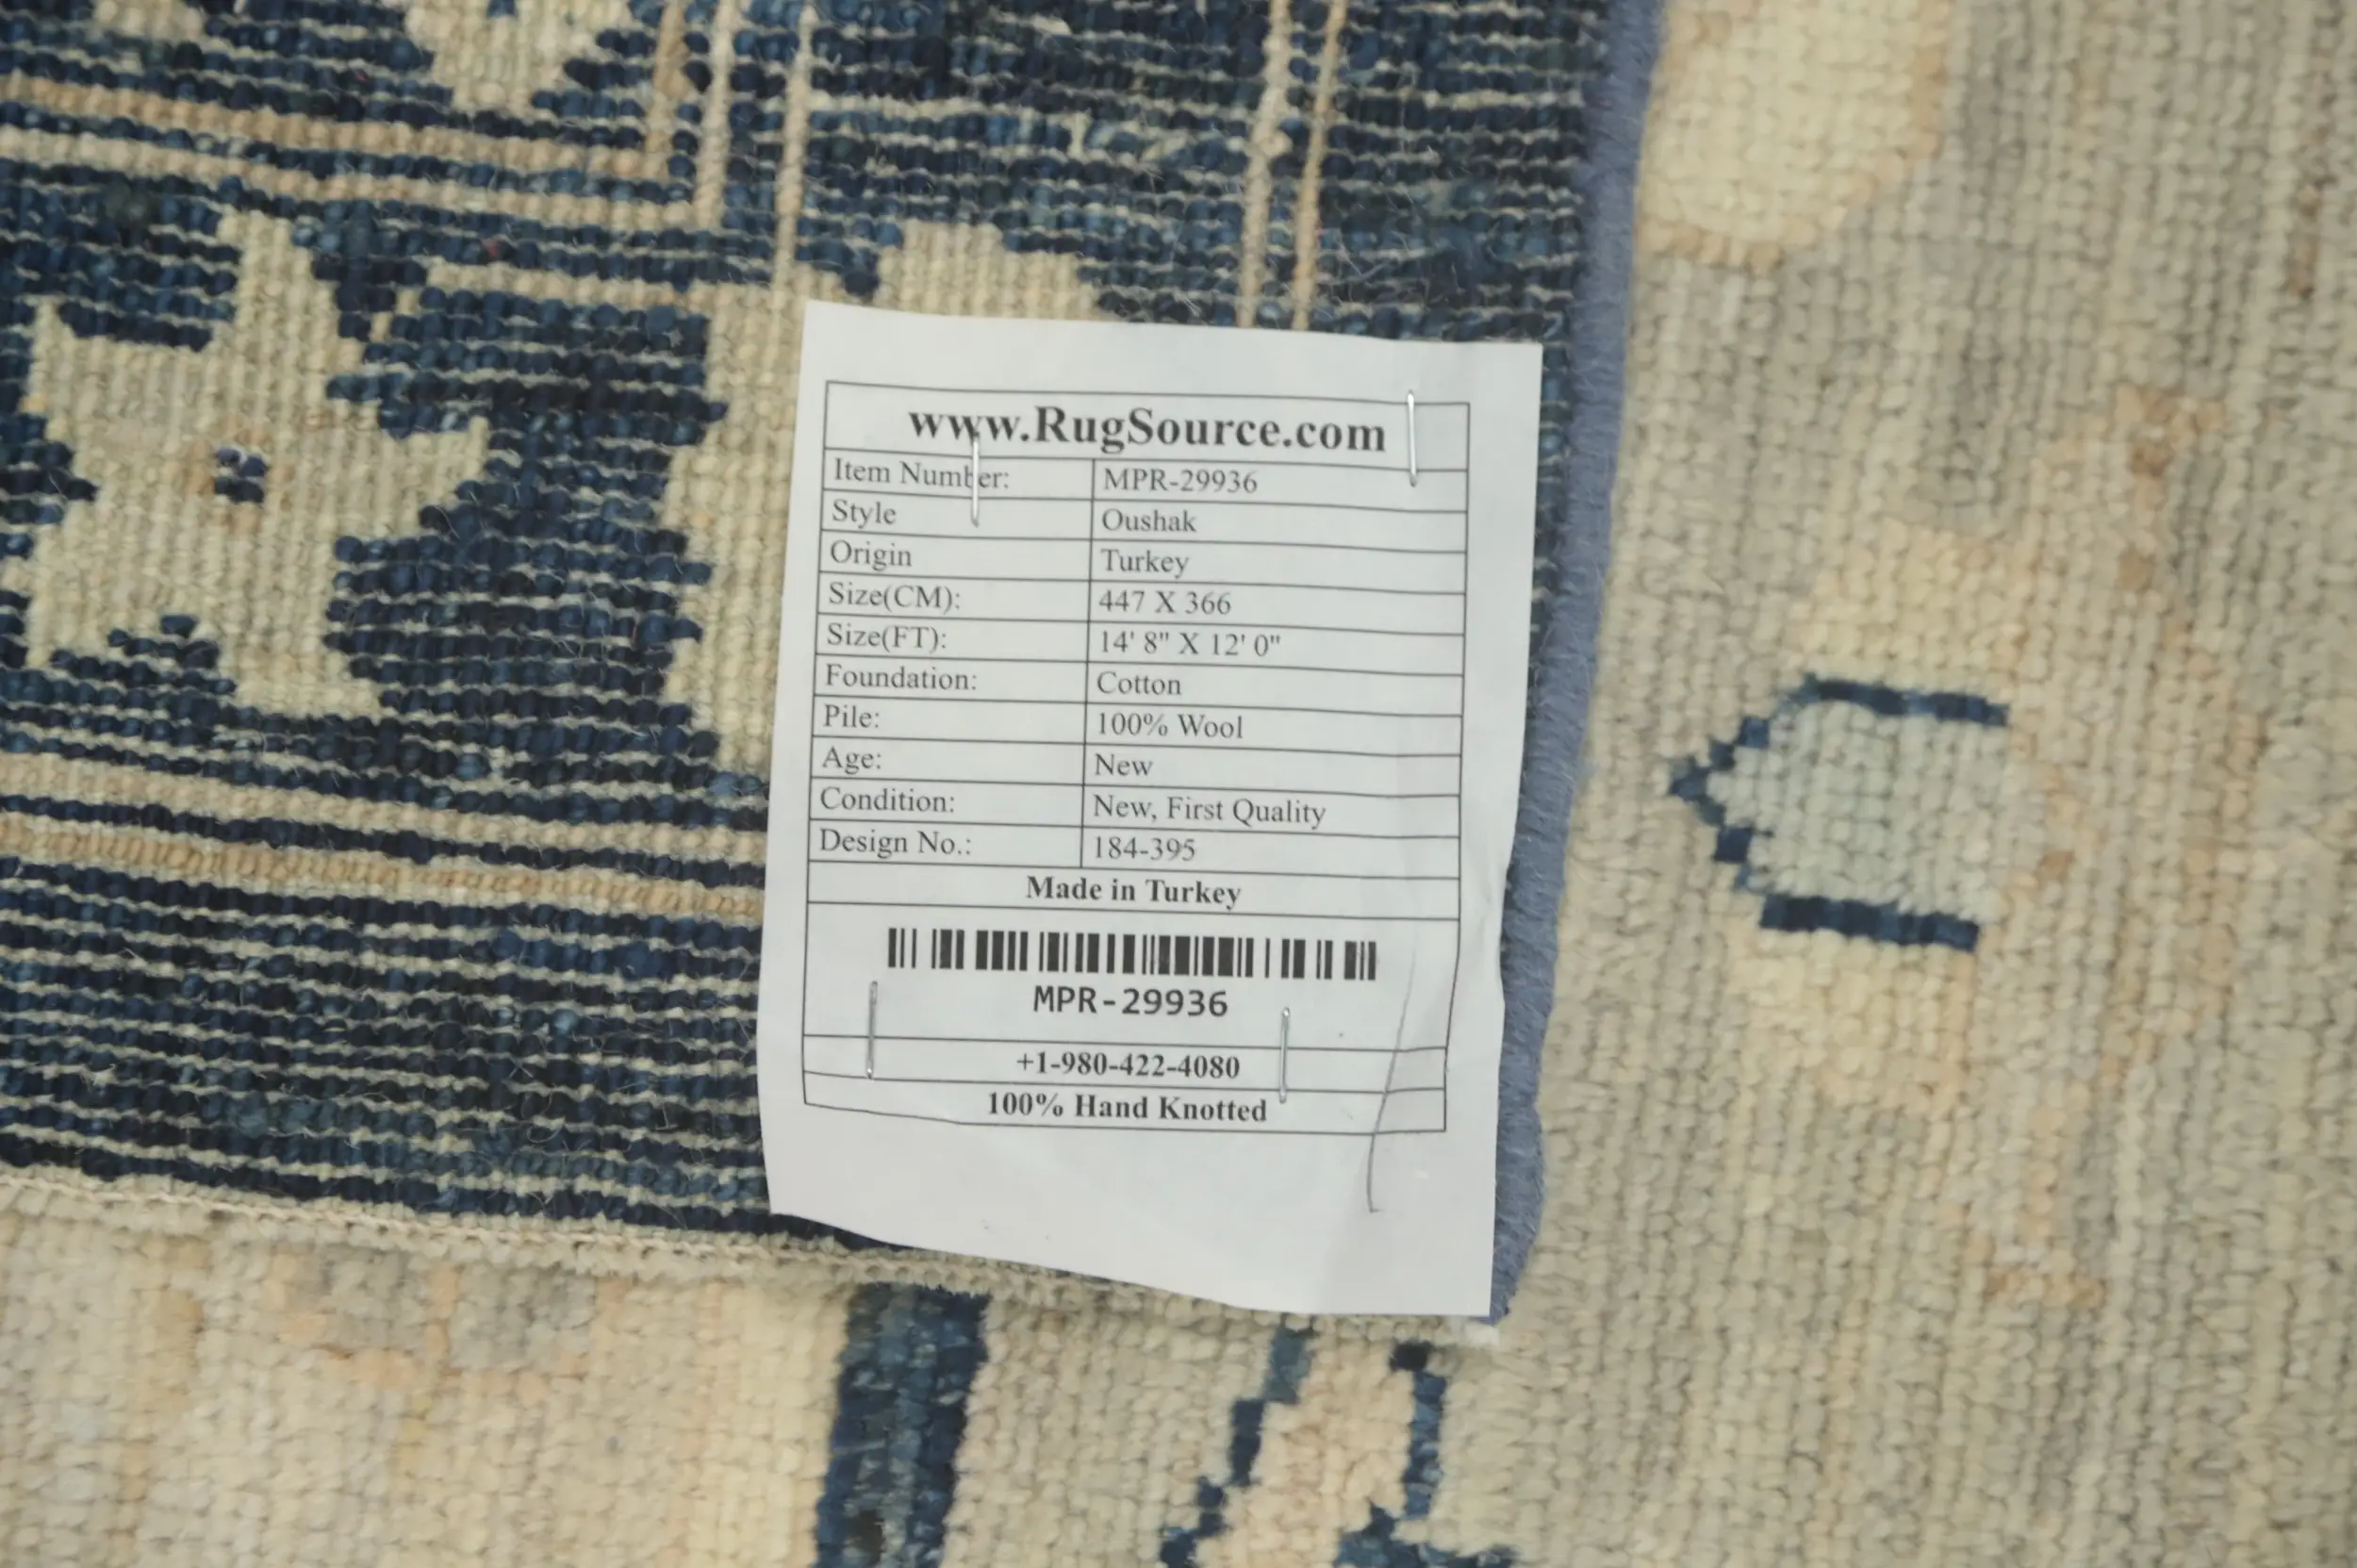 www.RugSource.com
Item Number: MPR-29936
Style Oushak
Origin Turkey
Size(CM): 447 X 366
Size(FT): 14' 8" X 12' 0"
Foundation: Cotton
Pile: 100% Wool
Age: New
Condition: New, First Quality
Design No.: 184-395
Made in Turkey
MPR-29936
+1-980-422-4080
100% Hand Knotted